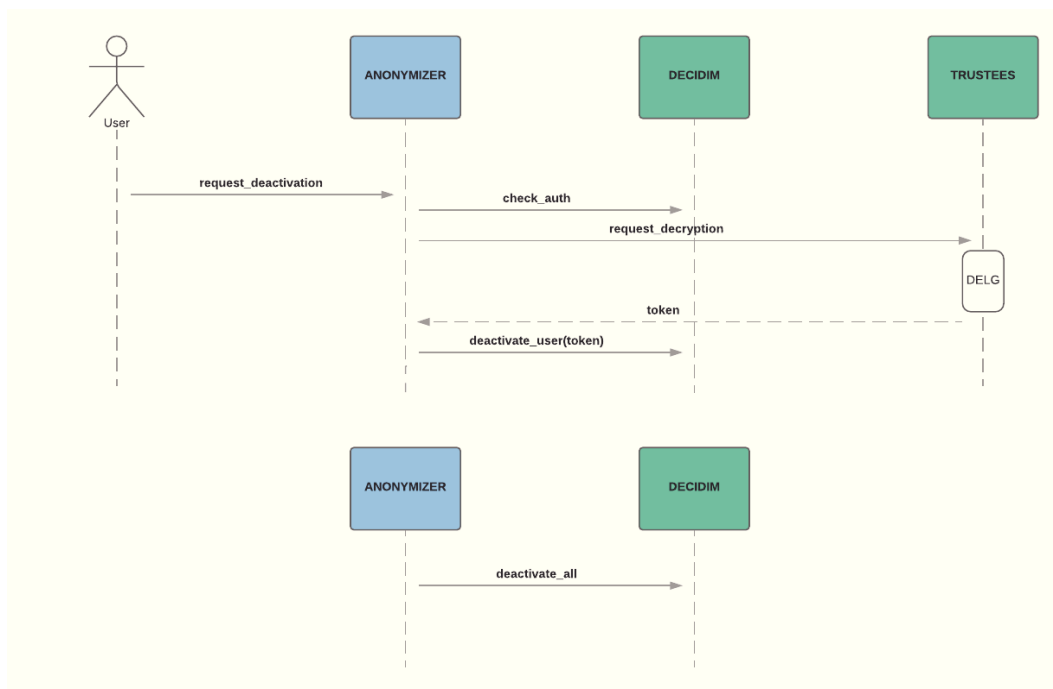 ANONYMIZER
DECIDIM
TRUSTEES
User
request_deactivation
check_auth
request_decryption
DELG
token
deactivate_user(token)
ANONYMIZER
DECIDIM
deactivate_all